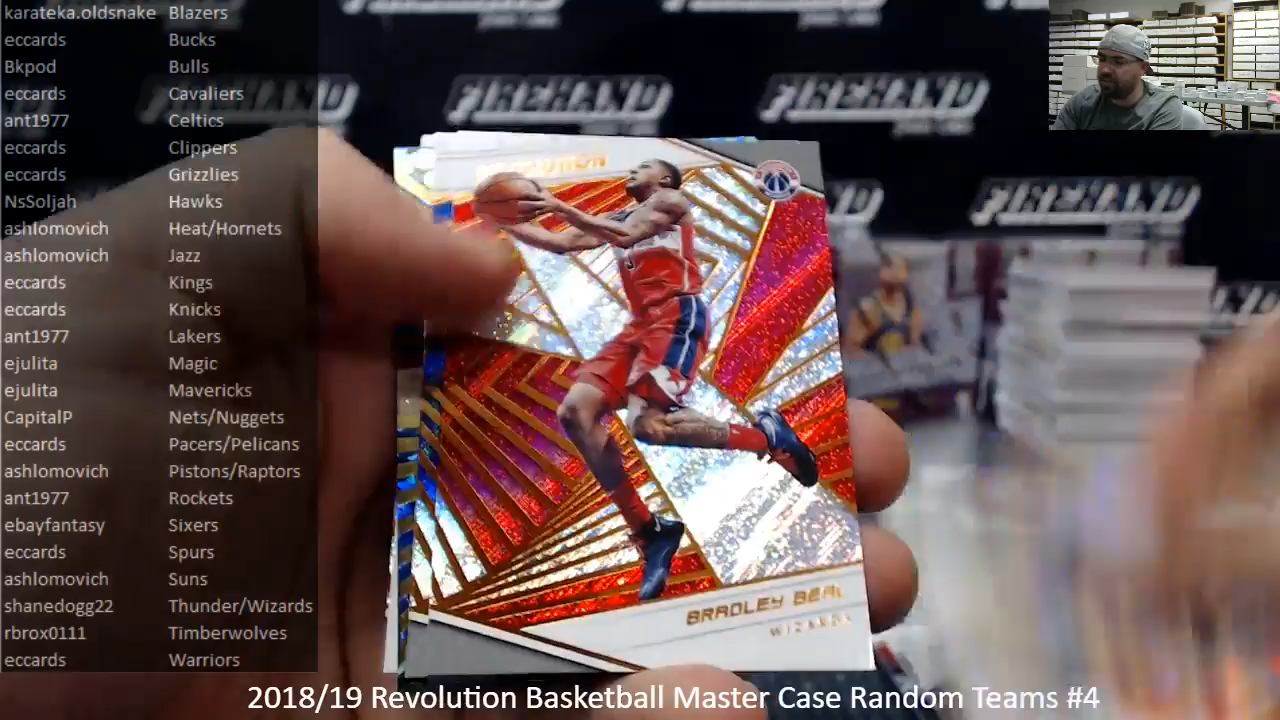 karateka.oldsnake Blazers
eccards Bucks
Bkpod Bulls
eccards Cavaliers
ant1977 Celtics
eccards Clippers
eccards Grizzlies
NsSoljah Hawks
ashlomovich Heat/Hornets
ashlomovich Jazz
eccards Kings
eccards Knicks
ant1977 Lakers
ejulita Magic
ejulita Mavericks
CapitalP Nets/Nuggets
eccards Pacers/Pelicans
ashlomovich Pistons/Raptors
ant1977 Rockets
ebayfantasy Sixers
eccards Spurs
ashlomovich Suns
shanedogg22 Thunder/Wizards
rbrox0111 Timberwolves
eccards Warriors
BRADLEY BEAL
WIZARDS
2018/19 Revolution Basketball Master Case Random Teams #4